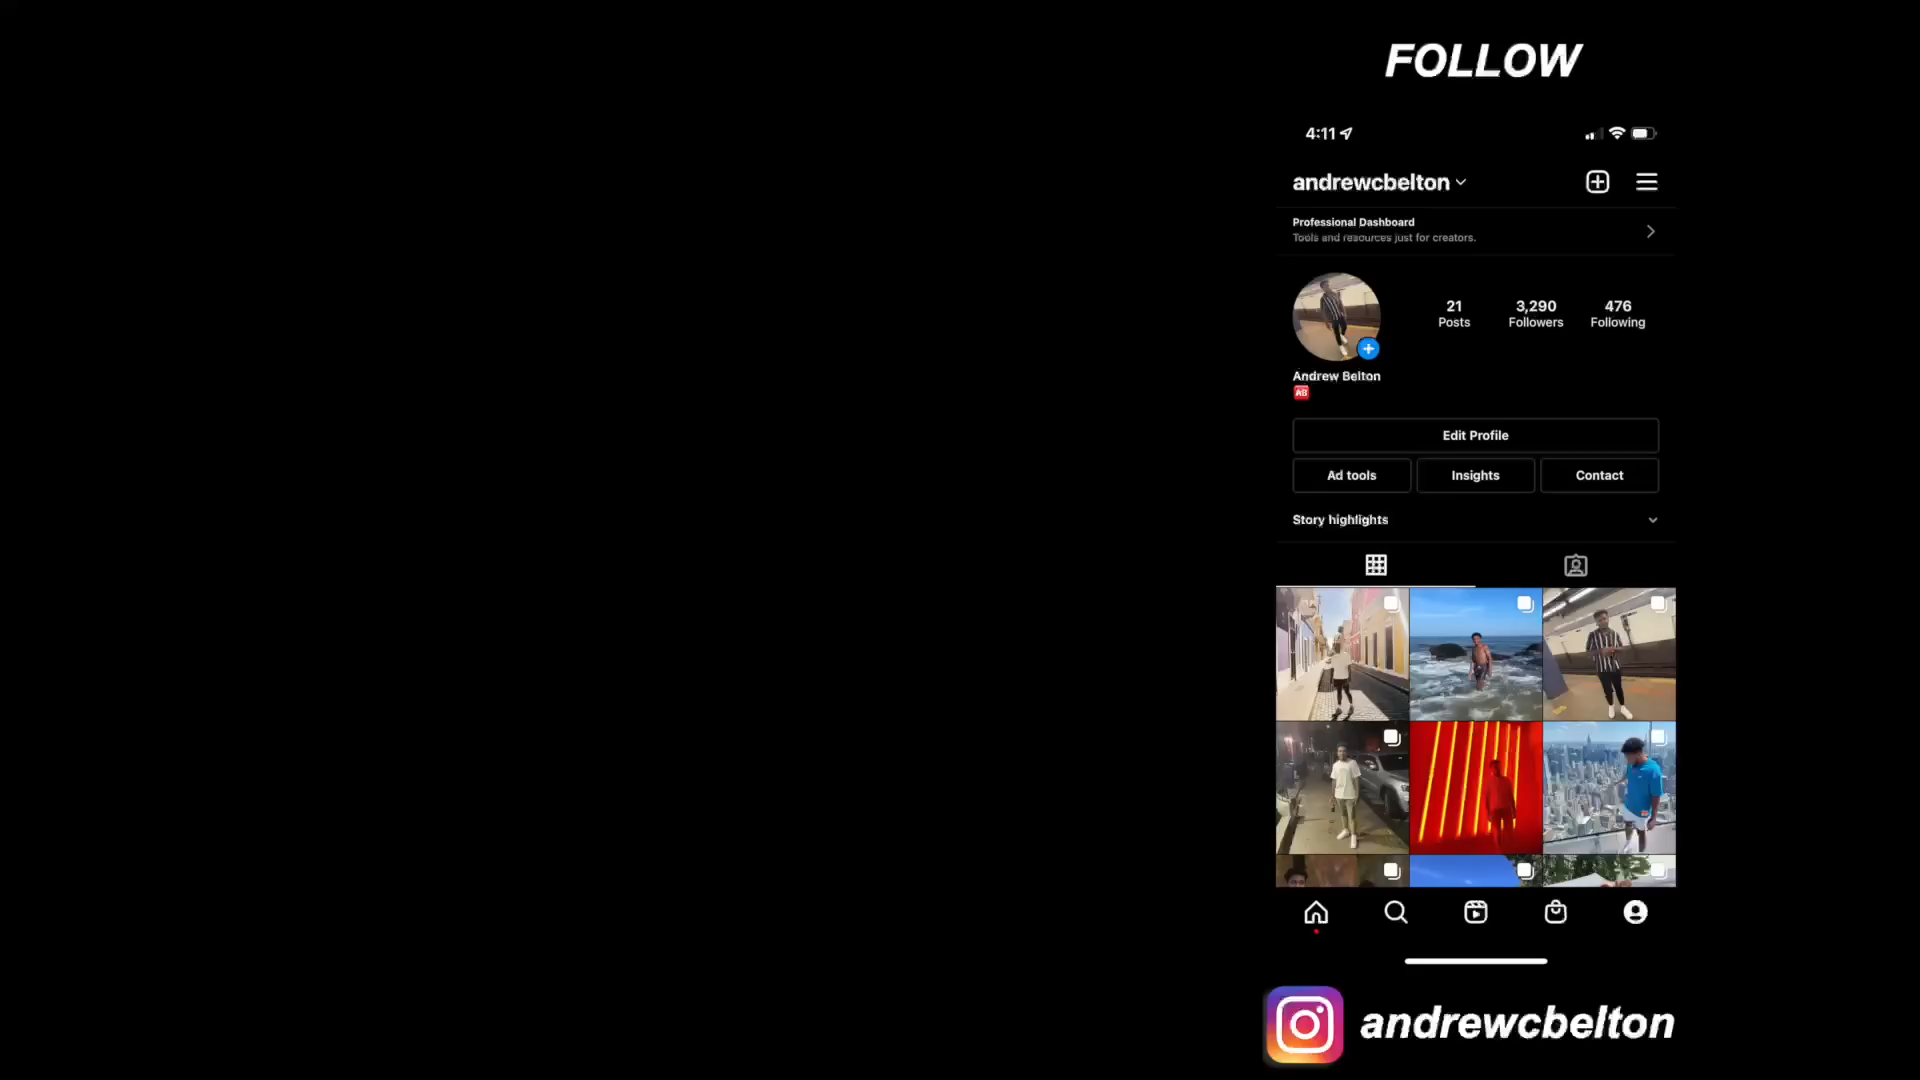 FOLLOW
4:11
andrewcbelton
Professional Dashboard
Tools and resources just for creators.
21 3,290 476
Posts Followers Following
Andrew Belton
AB
Edit Profile
Ad tools Insights Contact
Story highlights
andrewcbelton